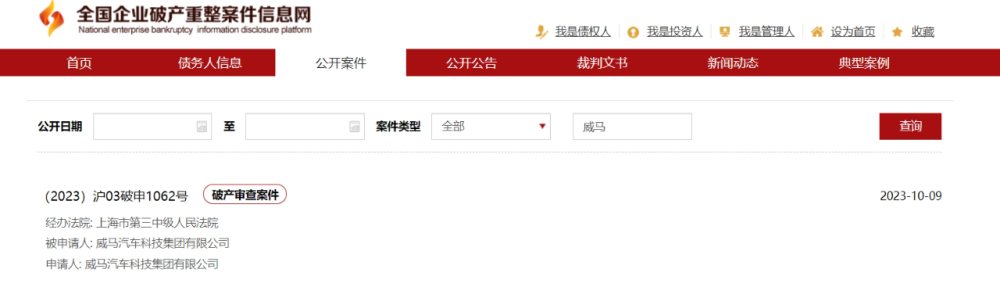 全国企业破产重整案件信息网
National enterprise bankruptcy information disclosure platform
我是债权人 我是投资人 我是管理人 设为首页 收藏
首页 债务人信息 公开案件 公开公告 裁判文书 新闻动态 典型案例
公开日期 至 案件类型 全部 威马 查询
（2023）沪03破申1062号 破产审查案件 2023-10-09
经办法院: 上海市第三中级人民法院
被申请人: 威马汽车科技集团有限公司
申请人: 威马汽车科技集团有限公司